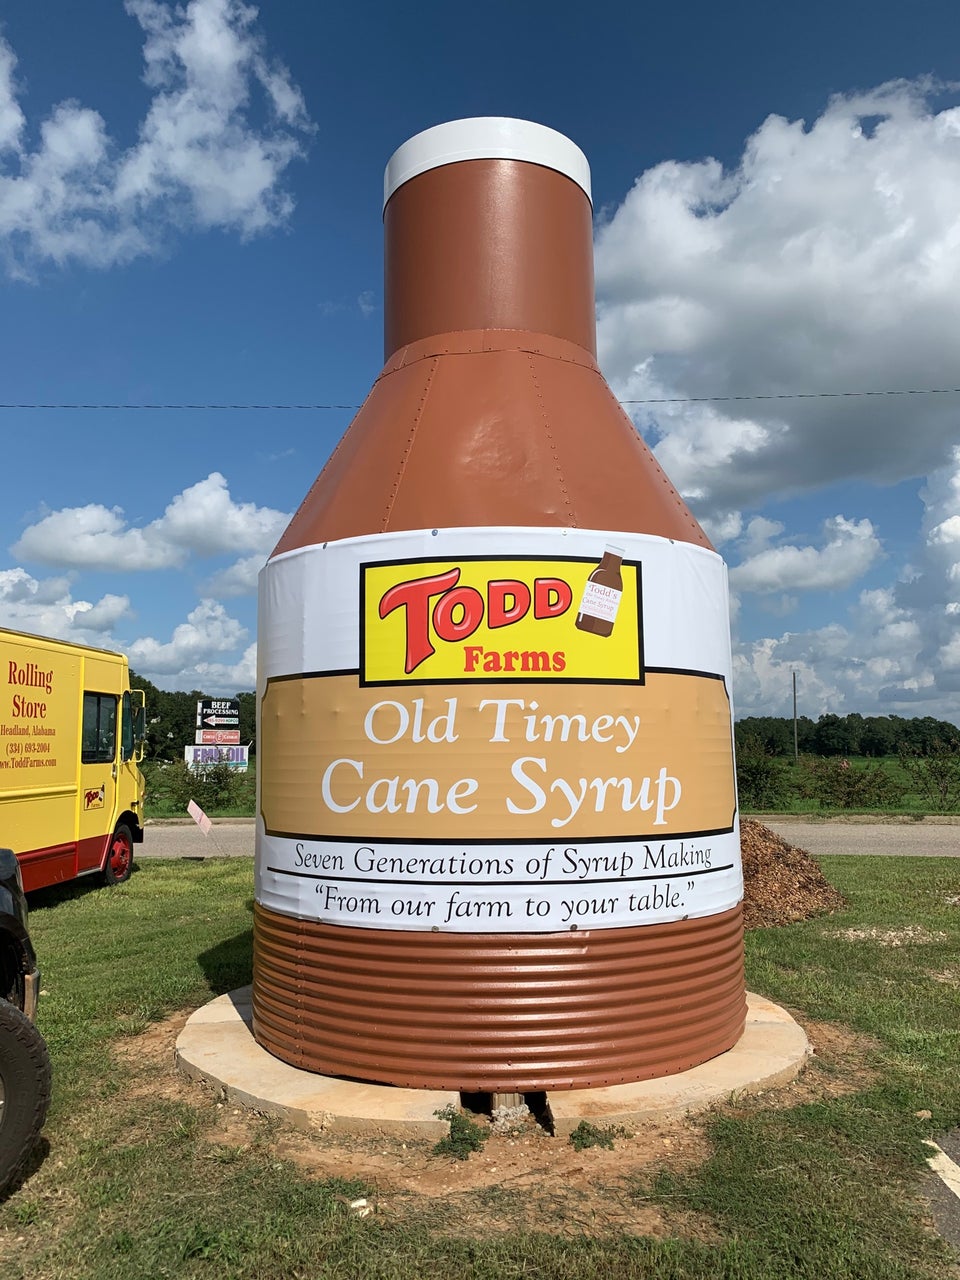 TODD
Farms
Todd's
Cane Syrup
Old Timey
Cane Syrup
Seven Generations of Syrup Making
"From our farm to your table."
Rolling
Store
Headland, Alabama
(334) 693-2004
www.ToddFarms.com
BEEF
PROCESSING